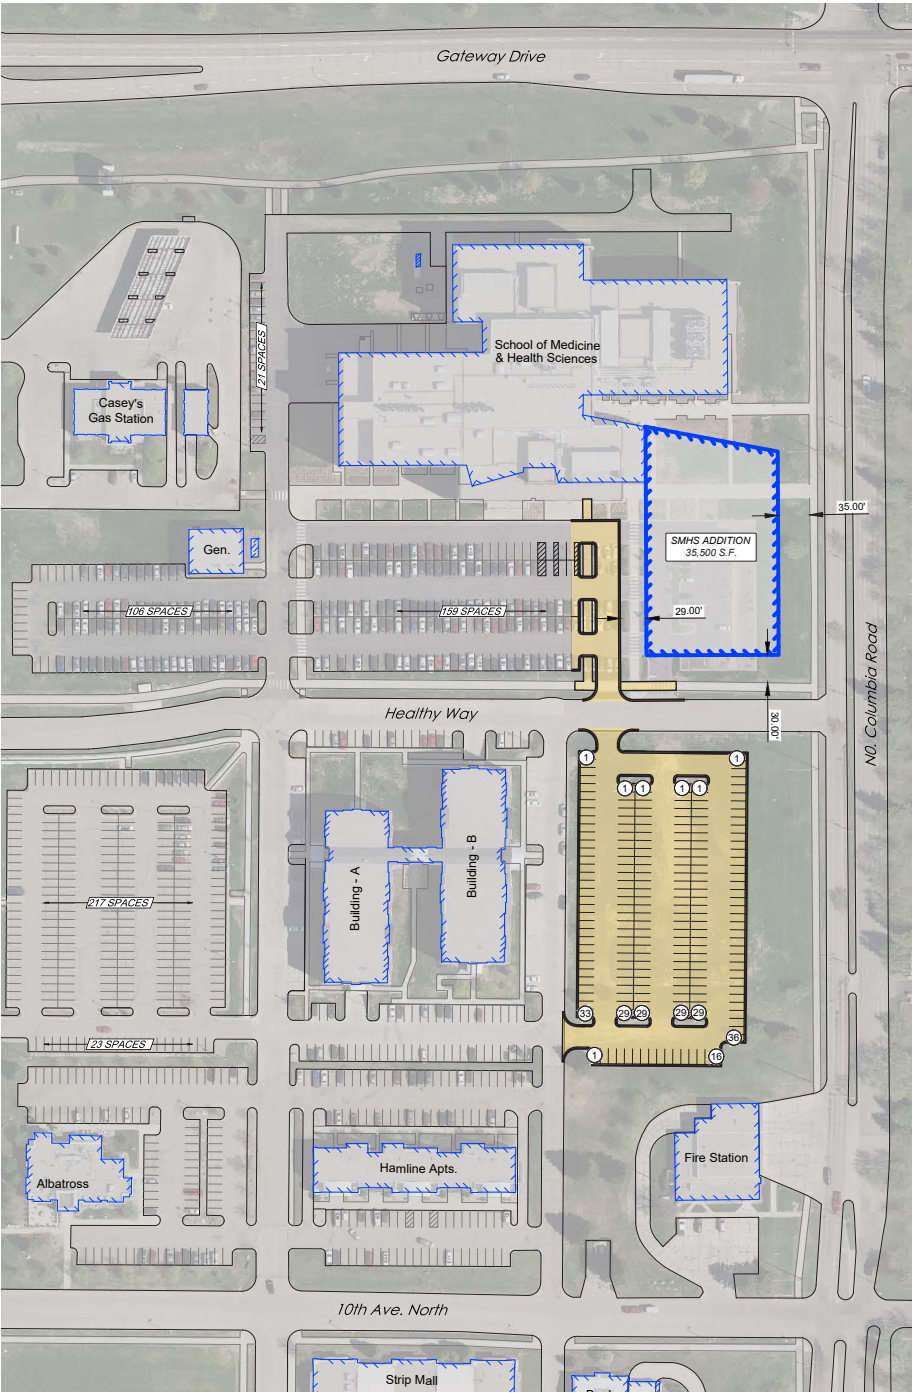 Gateway Drive
21 SPACES
School of Medicine
& Health Sciences
Casey's
Gas Station
35.00'
SMHS ADDITION
35,500 S.F.
Gen.
106 SPACES
159 SPACES
29.00'
NO. Columbia Road
Healthy Way
30.00'
1
1
1
1
1
1
Building - A
Building - B
217 SPACES
33
29
29
29
29
36
23 SPACES
1
16
Fire Station
Hamline Apts.
Albatross
10th Ave. North
Strip Mall